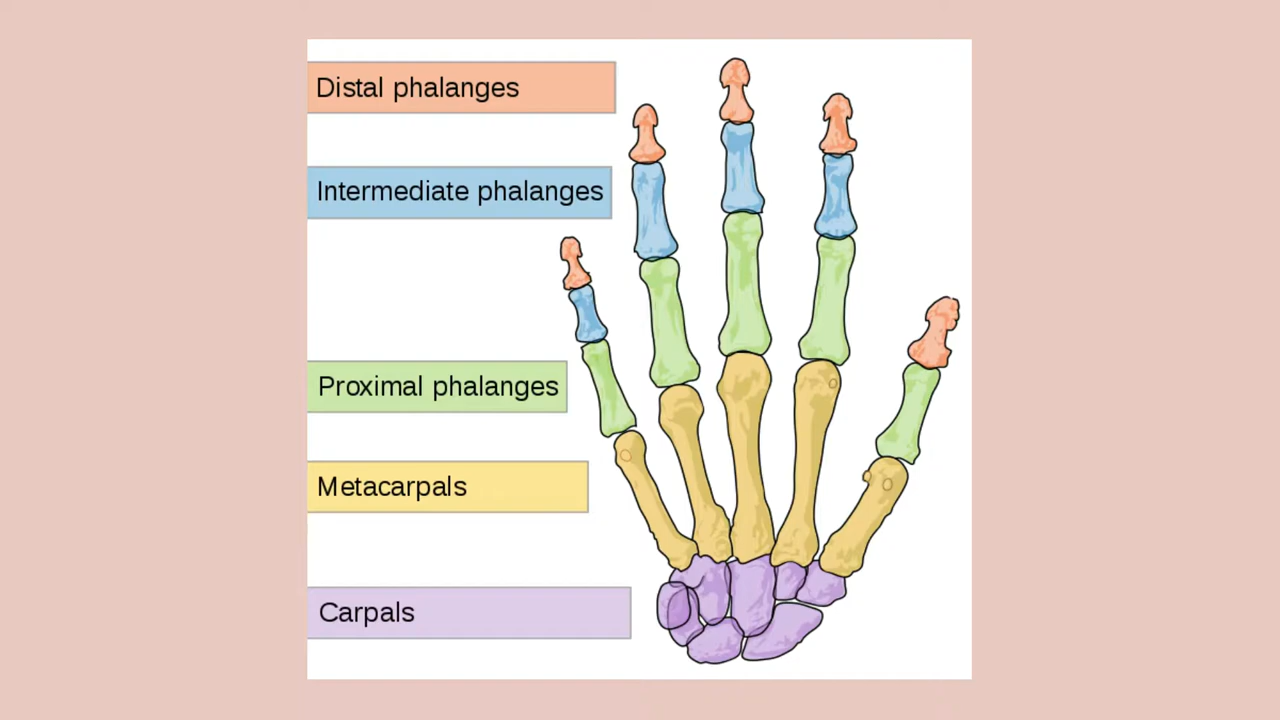 Distal phalanges
Intermediate phalanges
Proximal phalanges
Metacarpals
Carpals